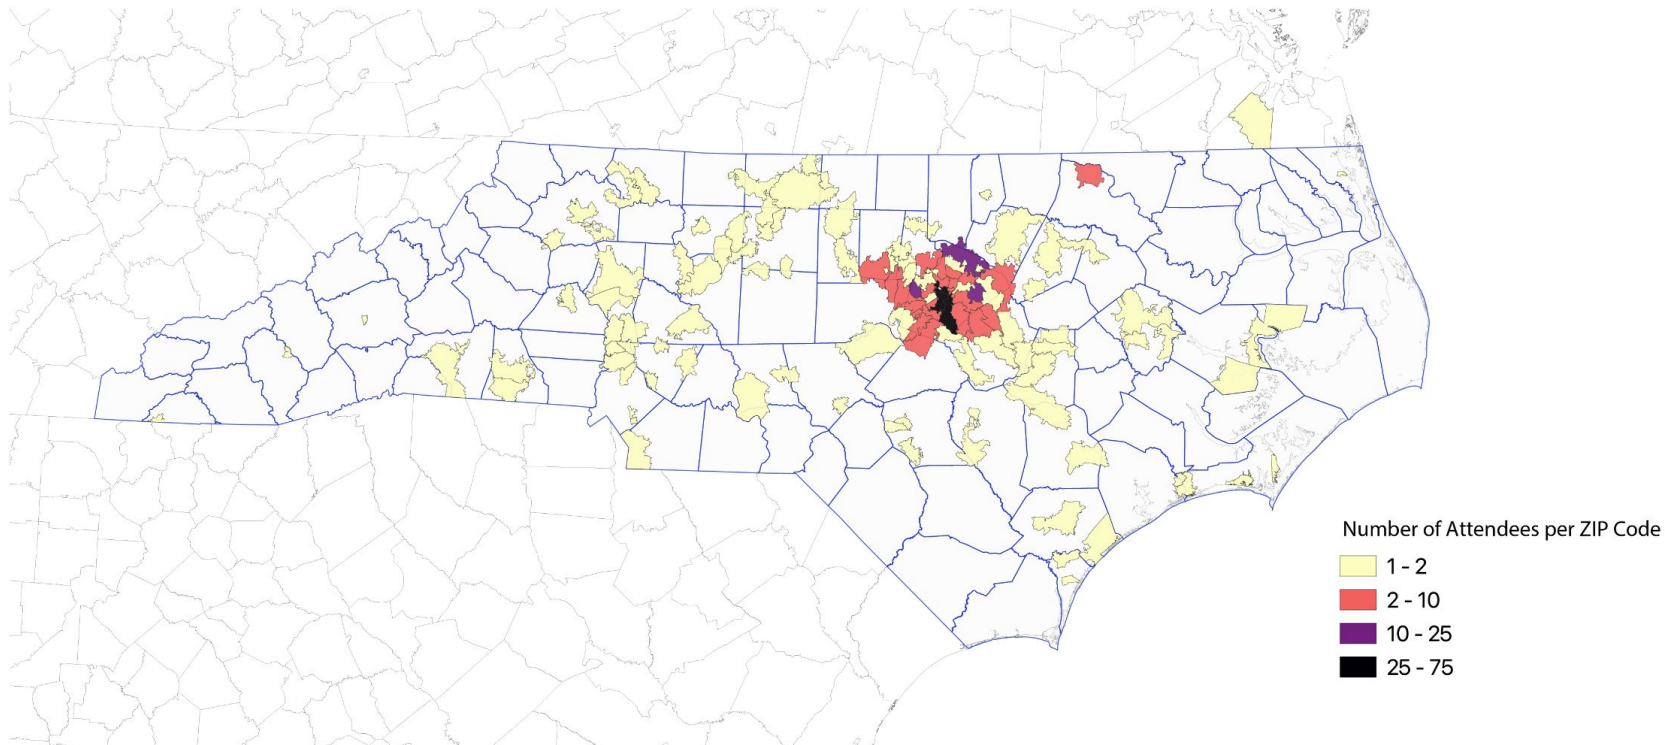 Number of Attendees per ZIP Code
1 - 2
2 - 10
10 - 25
25 - 75